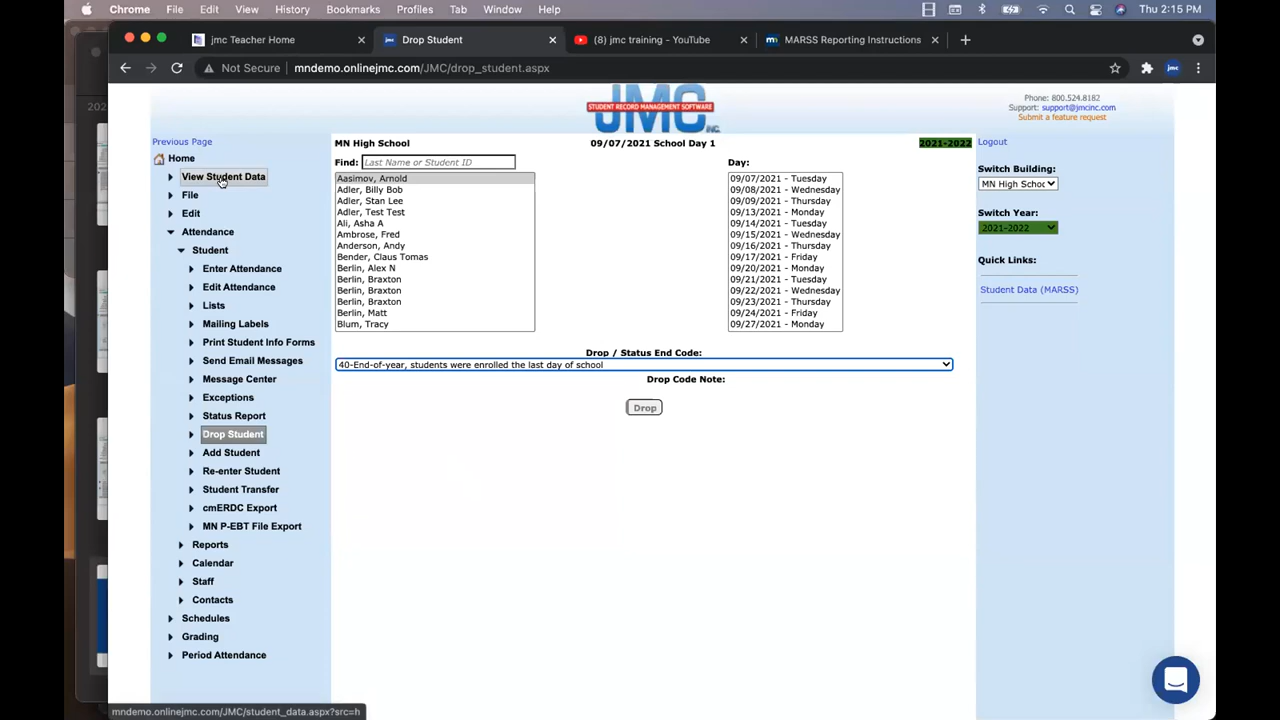 Chrome File Edit View History Bookmarks Profiles Tab Window Help Thu 2:15 PM
jmc Teacher Home
Drop Student
(8) jmc training - YouTube
MARSS Reporting Instructions
Not Secure mndemo.onlinejmc.com/JMC/drop_student.aspx
STUDENT RECORD MANAGEMENT SOFTWARE
JMC
INC.
Phone: 800.524.8182
Support: support@jmcinc.com
Submit a feature request
Previous Page
Home
View Student Data
File
Edit
Attendance
Student
Enter Attendance
Edit Attendance
Lists
Mailing Labels
Print Student Info Forms
Send Email Messages
Message Center
Exceptions
Status Report
Drop Student
Add Student
Re-enter Student
Student Transfer
cmERDC Export
MN P-EBT File Export
Reports
Calendar
Staff
Contacts
Schedules
Grading
Period Attendance
MN High School 09/07/2021 School Day 1 2021-2022
Find: Last Name or Student ID
Aasimov, Arnold
Adler, Billy Bob
Adler, Stan Lee
Adler, Test Test
Ali, Asha A
Ambrose, Fred
Anderson, Andy
Bender, Claus Tomas
Berlin, Alex N
Berlin, Braxton
Berlin, Braxton
Berlin, Braxton
Berlin, Matt
Blum, Tracy
Day:
09/07/2021 - Tuesday
09/08/2021 - Wednesday
09/09/2021 - Thursday
09/13/2021 - Monday
09/14/2021 - Tuesday
09/15/2021 - Wednesday
09/16/2021 - Thursday
09/17/2021 - Friday
09/20/2021 - Monday
09/21/2021 - Tuesday
09/22/2021 - Wednesday
09/23/2021 - Thursday
09/24/2021 - Friday
09/27/2021 - Monday
Drop / Status End Code:
40-End-of-year, students were enrolled the last day of school
Drop Code Note:
Drop
Logout
Switch Building:
MN High Schoo
Switch Year:
2021-2022
Quick Links:
Student Data (MARSS)
jmc
mndemo.onlinejmc.com/JMC/student_data.aspx?src=h